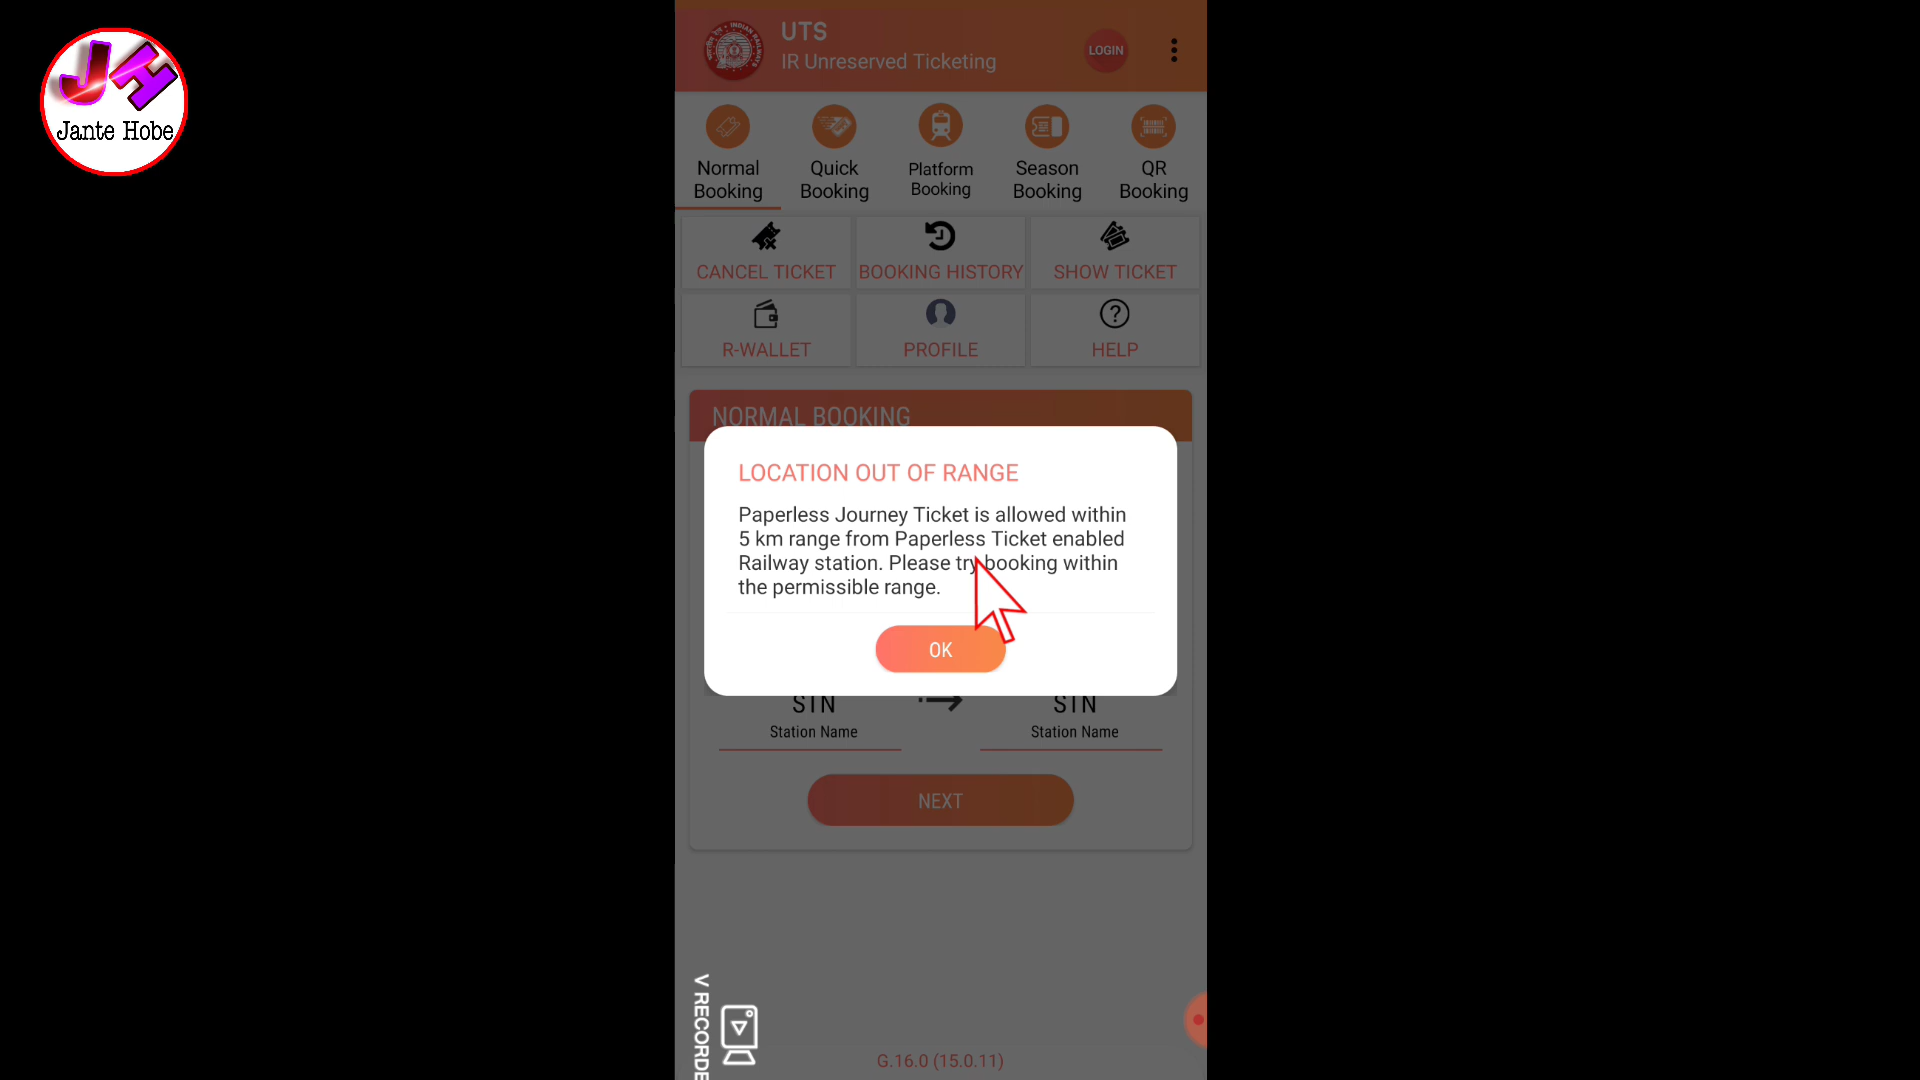 JH
Jante Hobe
UTS
IR Unreserved Ticketing
LOGIN
Normal Booking
Quick Booking
Platform Booking
Season Booking
QR Booking
CANCEL TICKET
BOOKING HISTORY
SHOW TICKET
R-WALLET
PROFILE
HELP
NORMAL BOOKING
LOCATION OUT OF RANGE
Paperless Journey Ticket is allowed within
5 km range from Paperless Ticket enabled
Railway station. Please try booking within
the permissible range.
OK
STN
STN
Station Name
Station Name
NEXT
V RECORDE
G.16.0 (15.0.11)